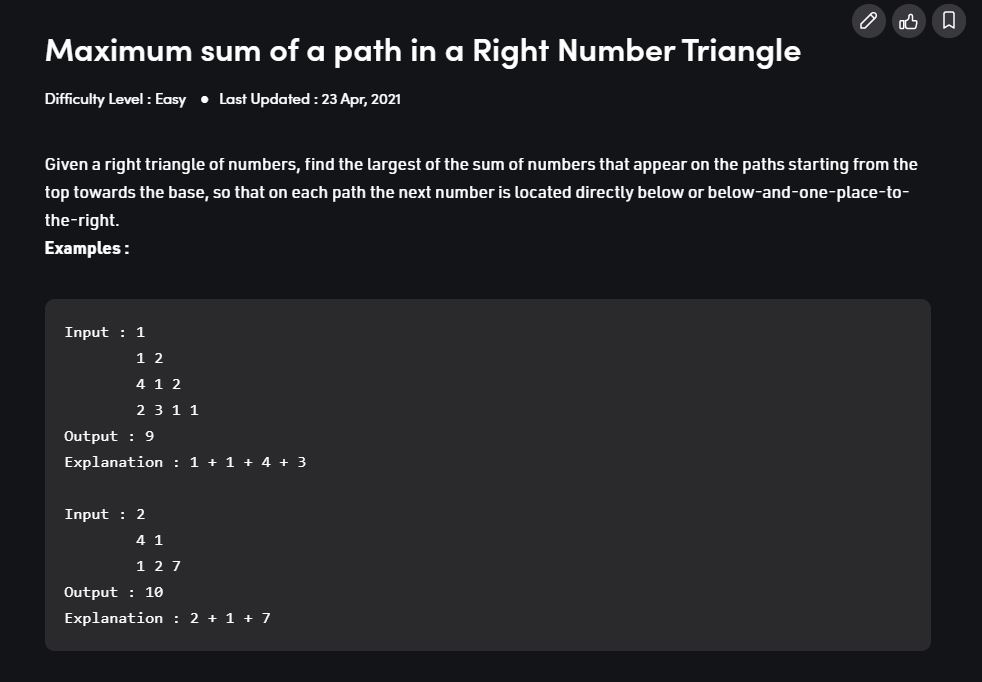 Maximum sum of a path in a Right Number Triangle
Difficulty Level : Easy ● Last Updated : 23 Apr, 2021
Given a right triangle of numbers, find the largest of the sum of numbers that appear on the paths starting from the
top towards the base, so that on each path the next number is located directly below or below-and-one-place-to-
the-right.
Examples :
Input : 1
1 2
4 1 2
2 3 1 1
Output : 9
Explanation : 1 + 1 + 4 + 3
Input : 2
4 1
1 2 7
Output : 10
Explanation : 2 + 1 + 7